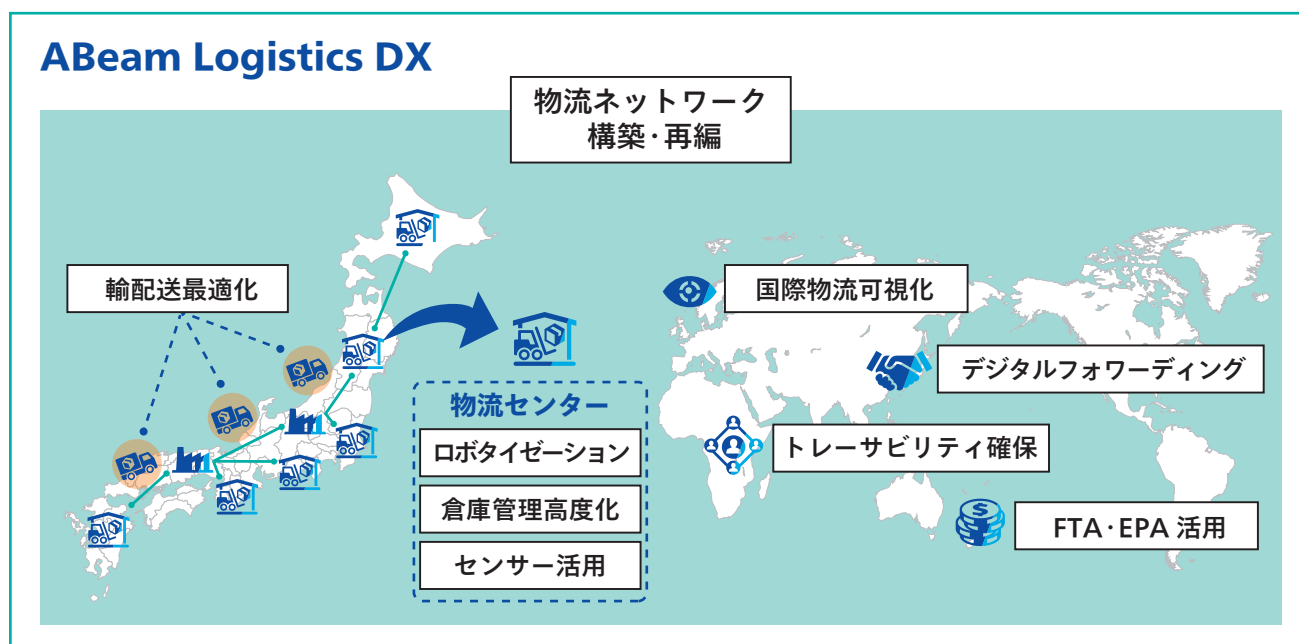 ABeam Logistics DX
物流ネットワーク
構築・再編
輸配送最適化
物流センター
ロボタイゼーション
倉庫管理高度化
センサー活用
国際物流可視化
デジタルフォワーディング
トレーサビリティ確保
$
FTA・EPA 活用